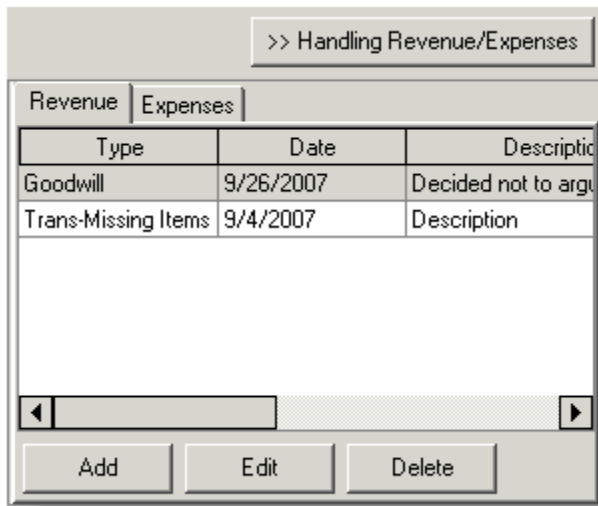 >> Handling Revenue/Expenses
Revenue Expenses
Type Date
Goodwill 9/26/2007 Decided not to
Trans-Missing Items 9/4/2007 Description
Add Edit Delete